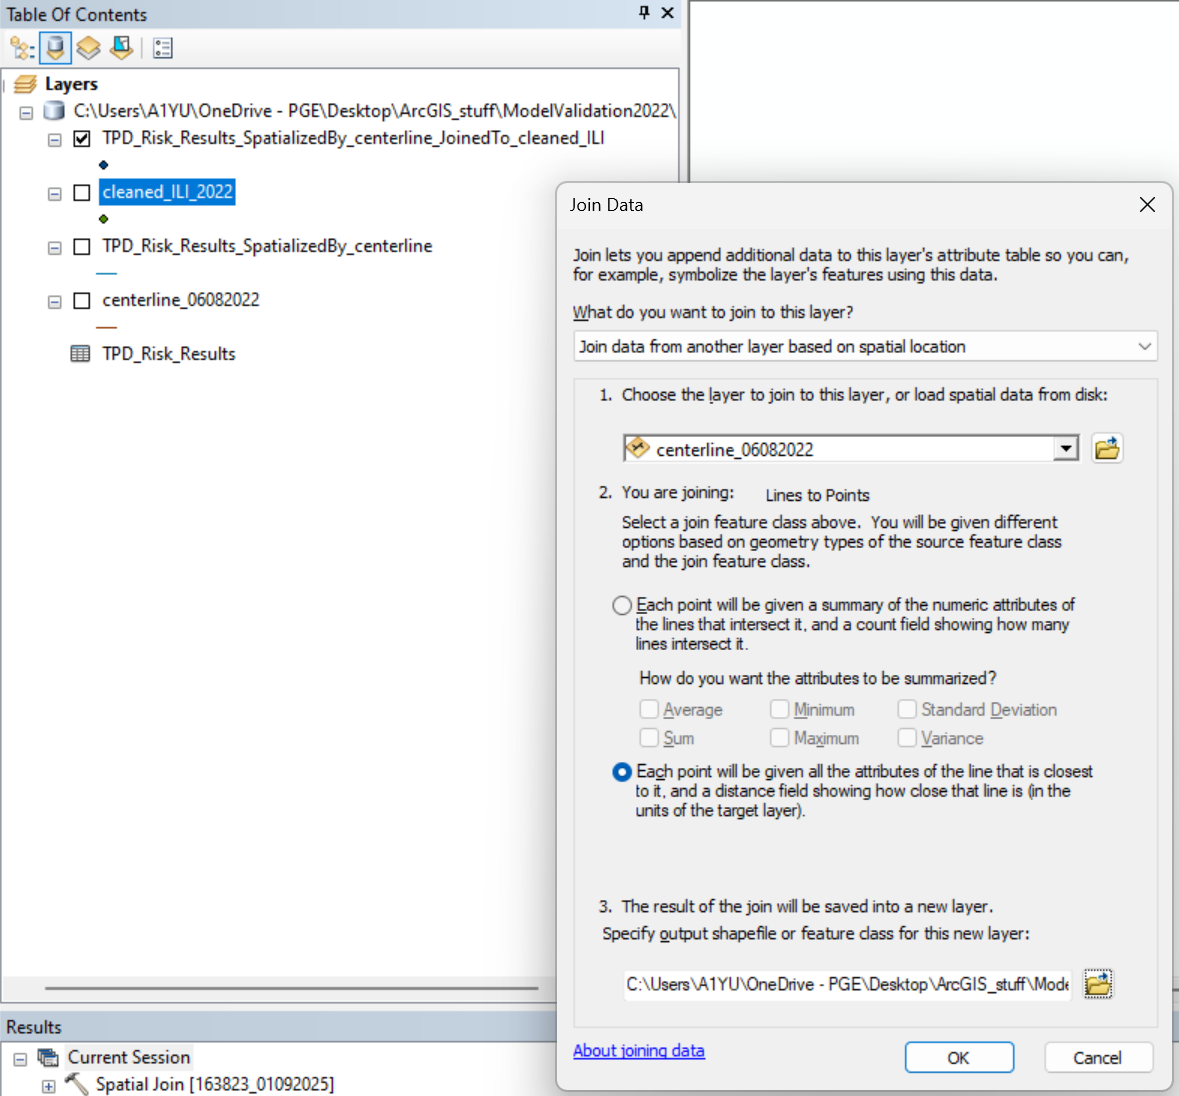 Table Of Contents
Layers
C:\Users\A1YU\OneDrive - PGE\Desktop\ArcGIS_stuff\ModelValidation2022\
TPD_Risk_Results_SpatializedBy_centerline_JoinedTo_cleaned_ILI
cleaned_ILI_2022
TPD_Risk_Results_SpatializedBy_centerline
centerline_06082022
TPD_Risk_Results
Join Data
Join lets you append additional data to this layer's attribute table so you can,
for example, symbolize the layer's features using this data.
What do you want to join to this layer?
Join data from another layer based on spatial location
1. Choose the layer to join to this layer, or load spatial data from disk:
centerline_06082022
2. You are joining: Lines to Points
Select a join feature class above. You will be given different
options based on geometry types of the source feature class
and the join feature class.
Each point will be given a summary of the numeric attributes of
the lines that intersect it, and a count field showing how many
lines intersect it.
How do you want the attributes to be summarized?
Average Minimum Standard Deviation
Sum Maximum Variance
Each point will be given all the attributes of the line that is closest
to it, and a distance field showing how close that line is (in the
units of the target layer).
3. The result of the join will be saved into a new layer.
Specify output shapefile or feature class for this new layer:
C:\Users\A1YU\OneDrive - PGE\Desktop\ArcGIS_stuff\Mode
About joining data
OK
Cancel
Results
Current Session
Spatial Join [163823_01092025]